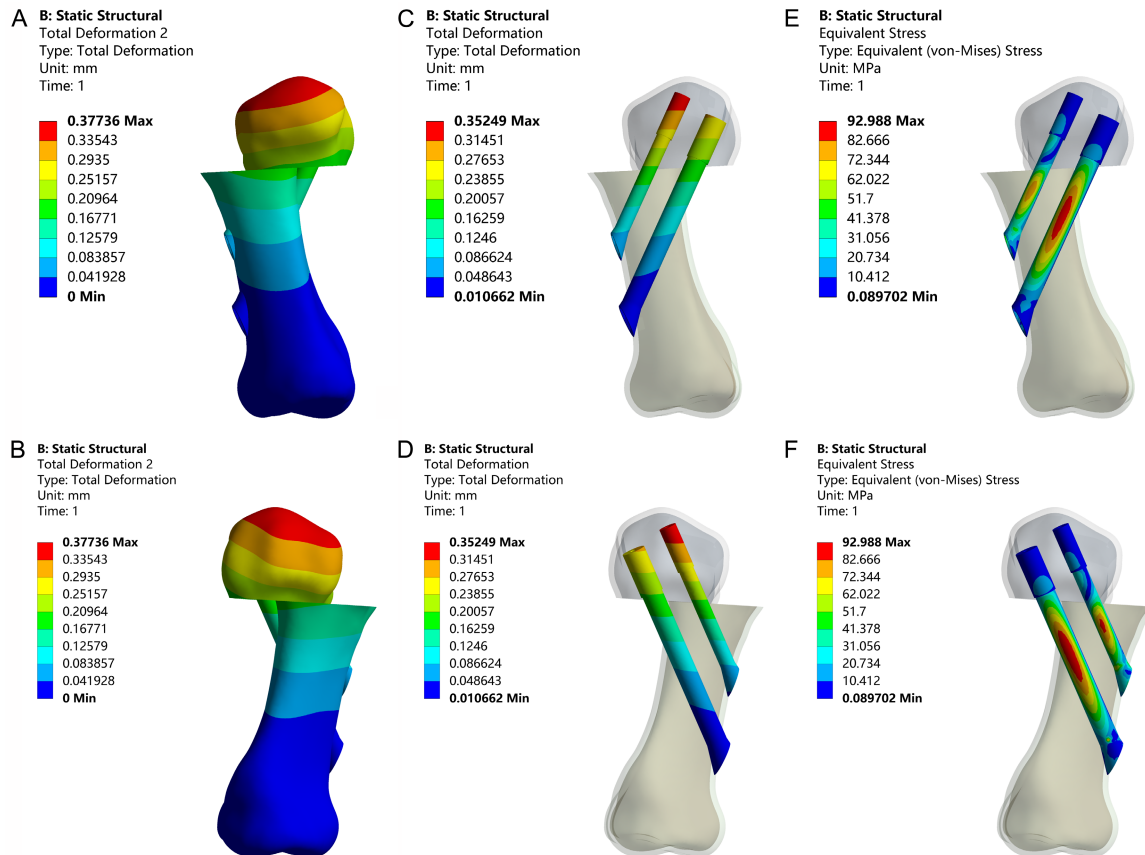 A
B: Static Structural
Total Deformation 2
Type: Total Deformation
Unit: mm
Time: 1
0.37736 Max
0.33543
0.2935
0.25157
0.20964
0.16771
0.12579
0.083857
0.041928
0 Min
C
B: Static Structural
Total Deformation
Type: Total Deformation
Unit: mm
Time: 1
0.35249 Max
0.31451
0.27653
0.23855
0.20057
0.16259
0.1246
0.086624
0.048643
0.010662 Min
E
B: Static Structural
Equivalent Stress
Type: Equivalent (von-Mises) Stress
Unit: MPa
Time: 1
92.988 Max
82.666
72.344
62.022
51.7
41.378
31.056
20.734
10.412
0.089702 Min
B
B: Static Structural
Total Deformation 2
Type: Total Deformation
Unit: mm
Time: 1
0.37736 Max
0.33543
0.2935
0.25157
0.20964
0.16771
0.12579
0.083857
0.041928
0 Min
D
B: Static Structural
Total Deformation
Type: Total Deformation
Unit: mm
Time: 1
0.35249 Max
0.31451
0.27653
0.23855
0.20057
0.16259
0.1246
0.086624
0.048643
0.010662 Min
F
B: Static Structural
Equivalent Stress
Type: Equivalent (von-Mises) Stress
Unit: MPa
Time: 1
92.988 Max
82.666
72.344
62.022
51.7
41.378
31.056
20.734
10.412
0.089702 Min